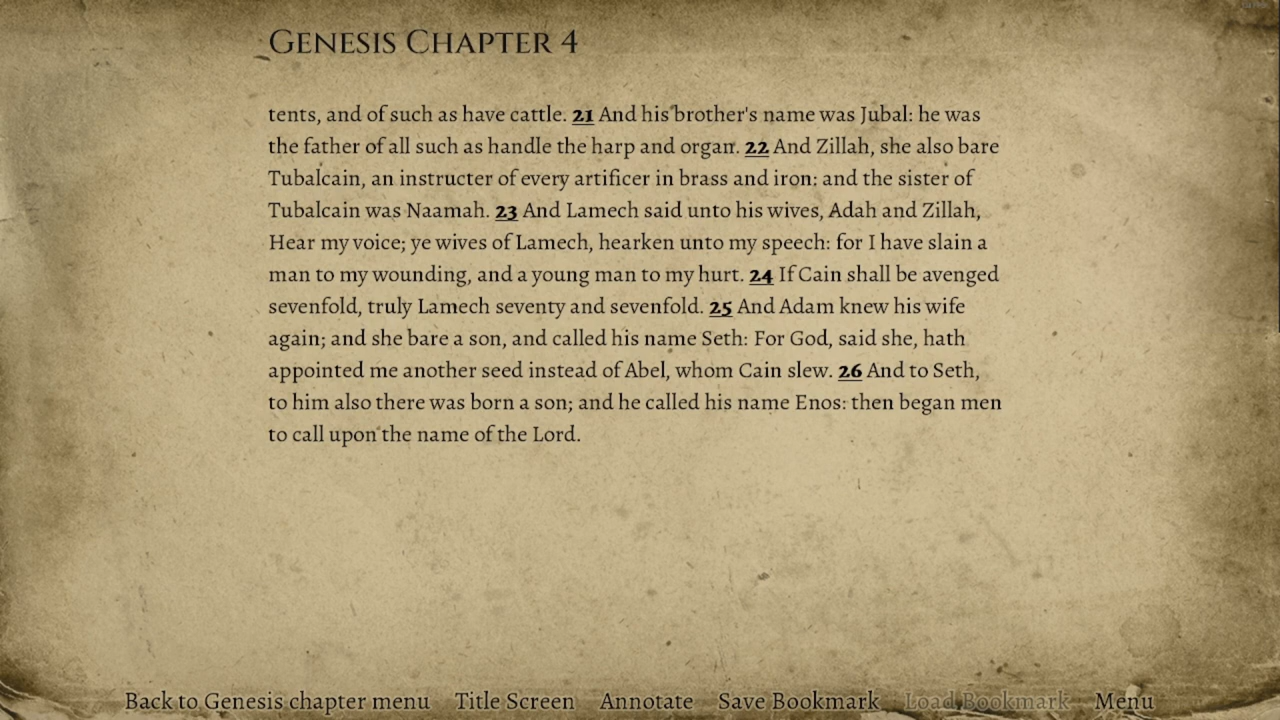 Genesis Chapter 4
tents, and of such as have cattle. 21 And his brother's name was Jubal: he was
the father of all such as handle the harp and organ. 22 And Zillah, she also bare
Tubalcain, an instructer of every artificer in brass and iron: and the sister of
Tubalcain was Naamah. 23 And Lamech said unto his wives, Adah and Zillah,
Hear my voice; ye wives of Lamech, hearken unto my speech: for I have slain a
man to my wounding, and a young man to my hurt. 24 If Cain shall be avenged
sevenfold, truly Lamech seventy and sevenfold. 25 And Adam knew his wife
again; and she bare a son, and called his name Seth: For God, said she, hath
appointed me another seed instead of Abel, whom Cain slew. 26 And to Seth,
to him also there was born a son; and he called his name Enos: then began men
to call upon the name of the Lord.
Back to Genesis chapter menu Title Screen Annotate Save Bookmark Load Bookmark Menu